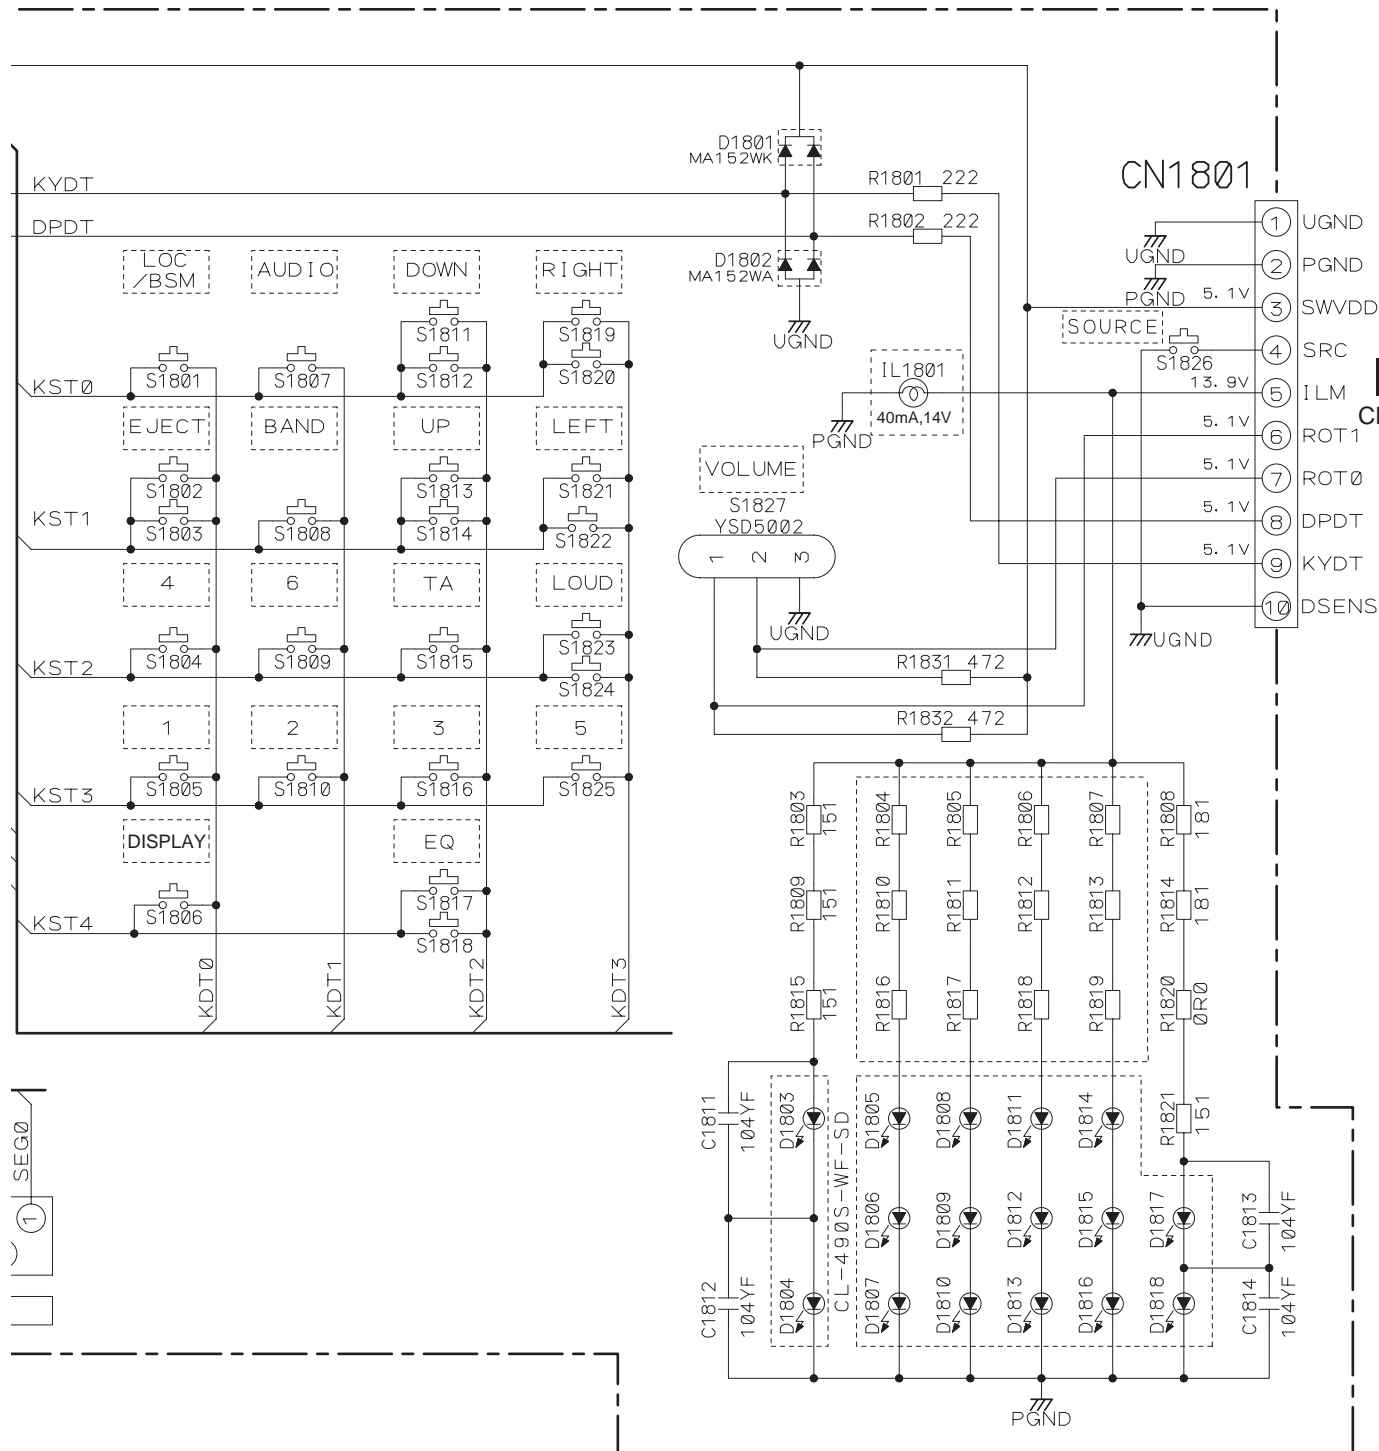 D1801
MA152WK
KYDT
R1801 222
CN1801
DPDT
R1802 222
1 UGND
UGND
LOC
/BSM
AUDIO
DOWN
RIGHT
D1802
MA152WA
2 PGND
PGND
5.1V
3 SWVDD
SOURCE
S1811
S1819
UGND
S1826
4 SRC
S1801
S1807
S1812
S1820
IL1801
40mA,14V
13.9V
5 ILM
KST0
PGND
5.1V
6 ROT1
EJECT
BAND
UP
LEFT
VOLUME
5.1V
7 ROT0
S1802
S1813
S1821
S1827
YSD5002
5.1V
8 DPDT
KST1
S1803
S1808
S1814
S1822
1 2 3
5.1V
9 KYDT
4
6
TA
LOUD
10 DSENS
UGND
UGND
S1823
KST2
S1804
S1809
S1815
S1824
R1831 472
1
2
3
5
R1832 472
KST3
S1805
S1810
S1816
S1825
R1803
151
R1804
R1805
R1806
R1807
R1808
181
DISPLAY
EQ
S1817
R1809
151
R1810
R1811
R1812
R1813
R1814
181
KST4
S1806
S1818
KDT0
KDT1
KDT2
KDT3
R1815
151
R1816
R1817
R1818
R1819
R1820
0R0
C1811
104YF
D1803
CL-490S-WF-SD
D1805
D1808
D1811
D1814
R1821
151
SEG0
1
D1806
D1809
D1812
D1815
D1817
C1813
104YF
C1812
104YF
D1804
D1807
D1810
D1813
D1816
D1818
C1814
104YF
PGND